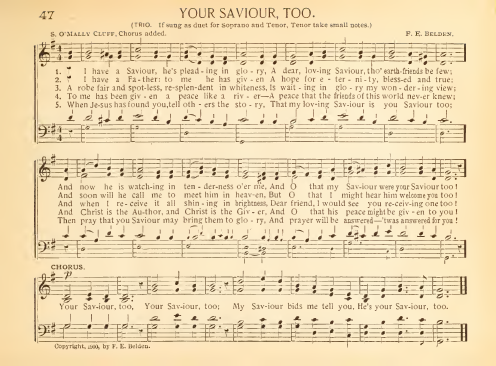 47 YOUR SAVIOUR, TOO.
(TRIO. If sung as duet for Soprano and Tenor, Tenor take small notes.)
S. O'MALLY CLUFF, Chorus added. F. E. BELDEN.
1. I have a Saviour, he's plead-ing in glo-ry, A dear, lov-ing Saviour, tho' earth-friends be few;
2. I have a Fa-ther: to me he has giv-en A hope for e-ter-ni-ty, bless-ed and true;
3. A robe fair and spot-less, re-splen-dent in whiteness, Is wait-ing in glo-ry my won-der-ing view;
4. To me has been giv-en a peace like a riv-er—A peace that the friends of this world nev-er knew;
5. When Je-sus has found you, tell oth-ers the sto-ry, That my lov-ing Sav-iour is you Saviour too;
And now he is watch-ing in ten-der-ness o'er me, And O that my Sav-iour were your Saviour too!
And soon will he call me to meet him in heav-en, But O that I might hear him welcome you too!
And when I re-ceive it all shin-ing in brightness, Dear friend, I would see you re-ceiv-ing one too!
And Christ is the Au-thor, and Christ is the Giv-er, And O that his peace might be giv-en to you!
Then pray that you Saviour may bring them to glo-ry, And prayer will be answered—'twas answered for you!
CHORUS.
p
Your Sav-iour, too, Your Sav-iour, too; My Sav-iour bids me tell you, He's your Sav-iour, too.
Copyright, 1900, by F. E. Belden.